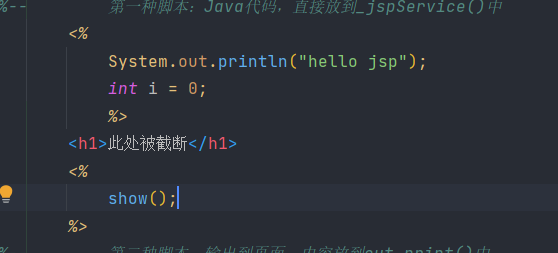 %-- 第一种脚本：Java代码，直接放到_jspService()中
<%
System.out.println("hello jsp");
int i = 0;
%>
<h1>此处被截断</h1>
<%
show();
%>
% 第二种脚本，输出到页面，内容放到out.print()中